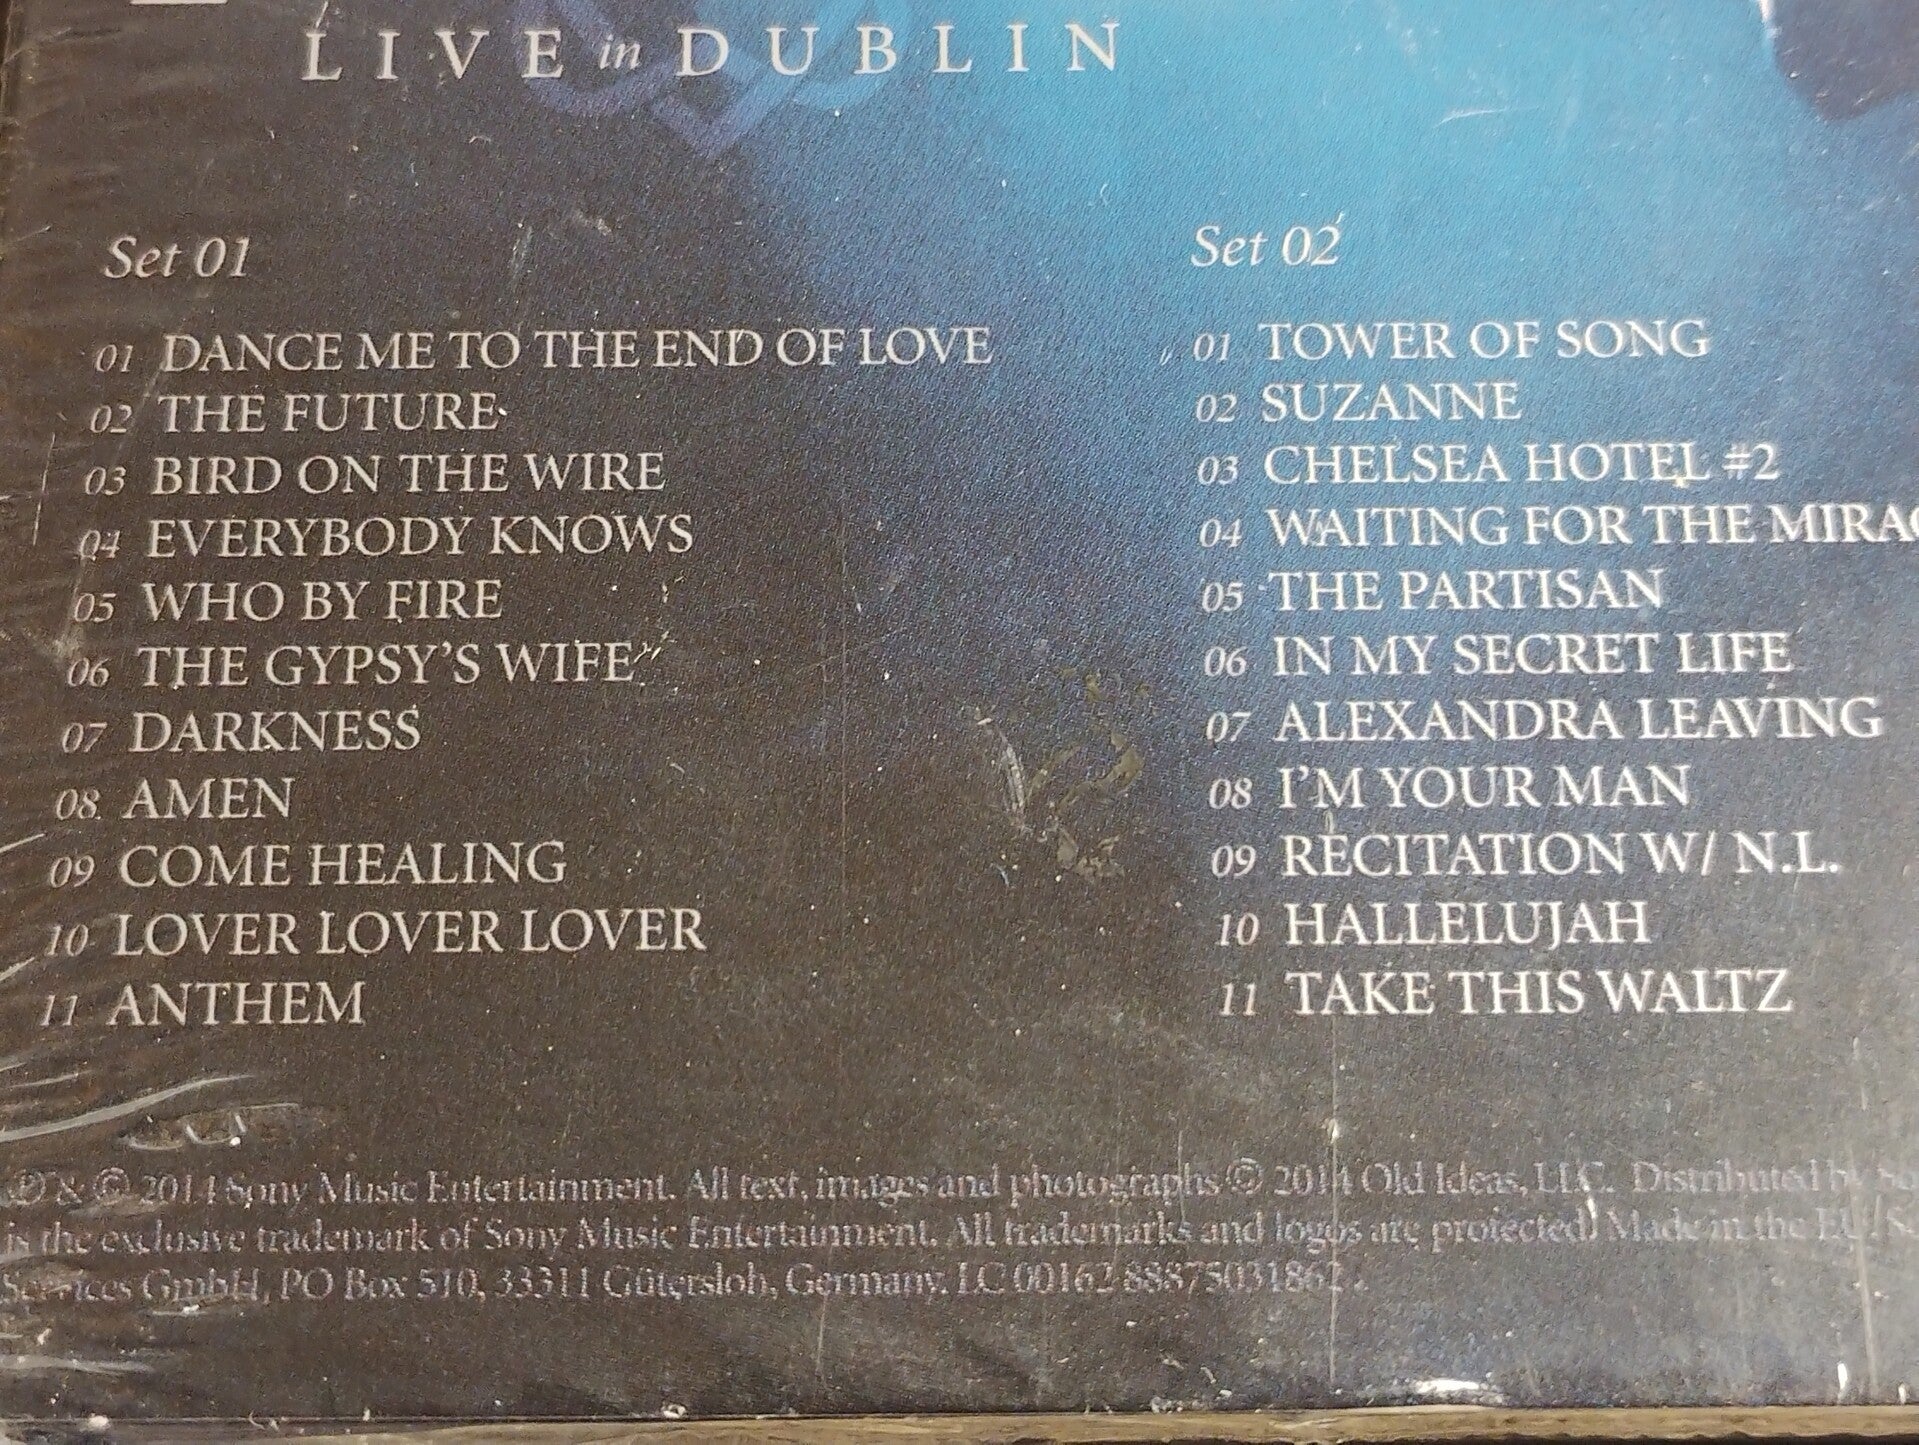 LIVE in DUBLIN
Set 01
01 DANCE ME TO THE END OF LOVE
02 THE FUTURE
03 BIRD ON THE WIRE
04 EVERYBODY KNOWS
05 WHO BY FIRE
06 THE GYPSY'S WIFE
07 DARKNESS
08 AMEN
09 COME HEALING
10 LOVER LOVER LOVER
11 ANTHEM
Set 02
01 TOWER OF SONG
02 SUZANNE
03 CHELSEA HOTEL #2
04 WAITING FOR THE
05 THE PARTISAN
06 IN MY SECRET LIFE
07 ALEXANDRA LEAVING
08 I'M YOUR MAN
09 RECITATION W/ N.L.
10 HALLELUJAH
11 TAKE THIS WALTZ
℗ & © 2014 Sony Music Entertainment. All text, images and photographs © 2014 Old Ideas, LLC. Distributed by
is the exclusive trademark of Sony Music Entertainment. All trademarks and logos are protected. Made in the EU.
Services GmbH, PO Box 510, 33311 Gütersloh, Germany. LC 00162 88875031862